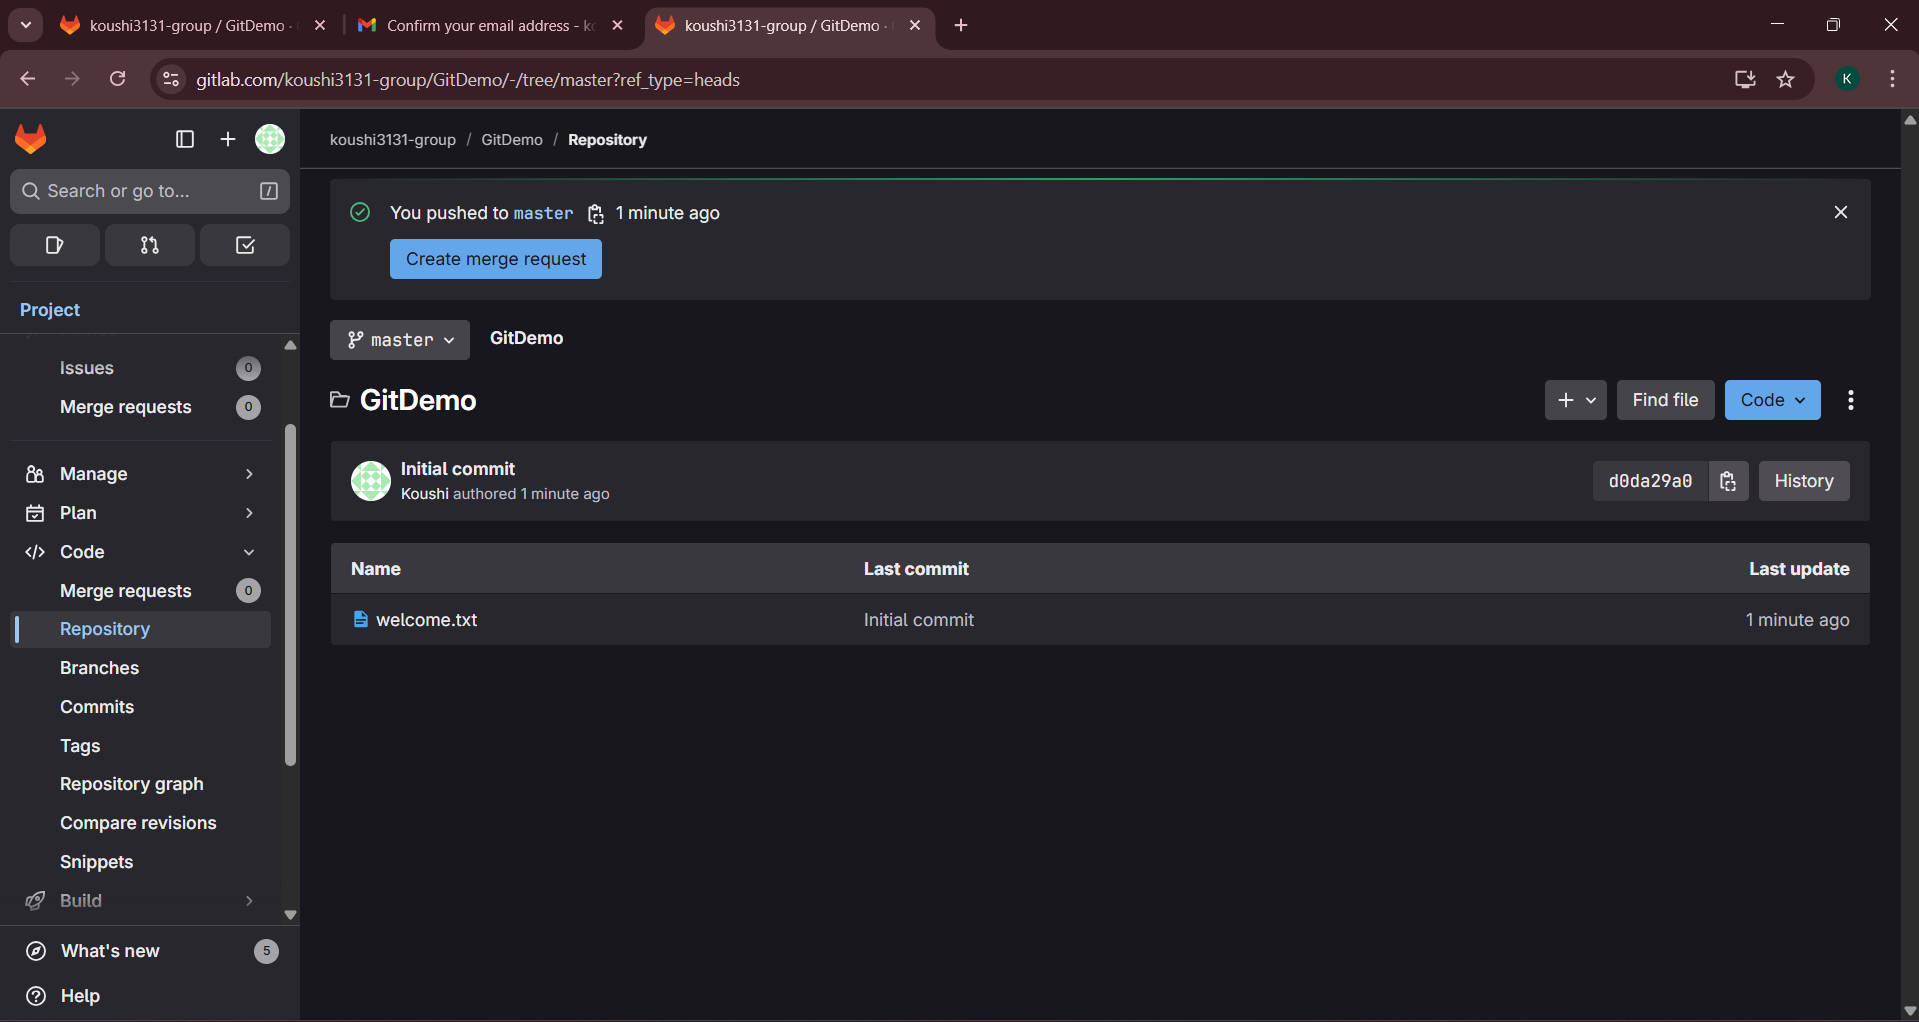 koushi3131-group / GitDemo ·
Confirm your email address - ko
koushi3131-group / GitDemo ·
gitlab.com/koushi3131-group/GitDemo/-/tree/master?ref_type=heads
K
koushi3131-group / GitDemo / Repository
Search or go to... /
You pushed to master 1 minute ago
Create merge request
Project
master GitDemo
Issues 0
Merge requests 0
GitDemo
Find file
Code
Initial commit
Koushi authored 1 minute ago
d0da29a0
History
Manage
Plan
Code
Merge requests 0
Repository
Branches
Commits
Tags
Repository graph
Compare revisions
Snippets
Build
What's new 5
Help
Name Last commit Last update
welcome.txt Initial commit 1 minute ago